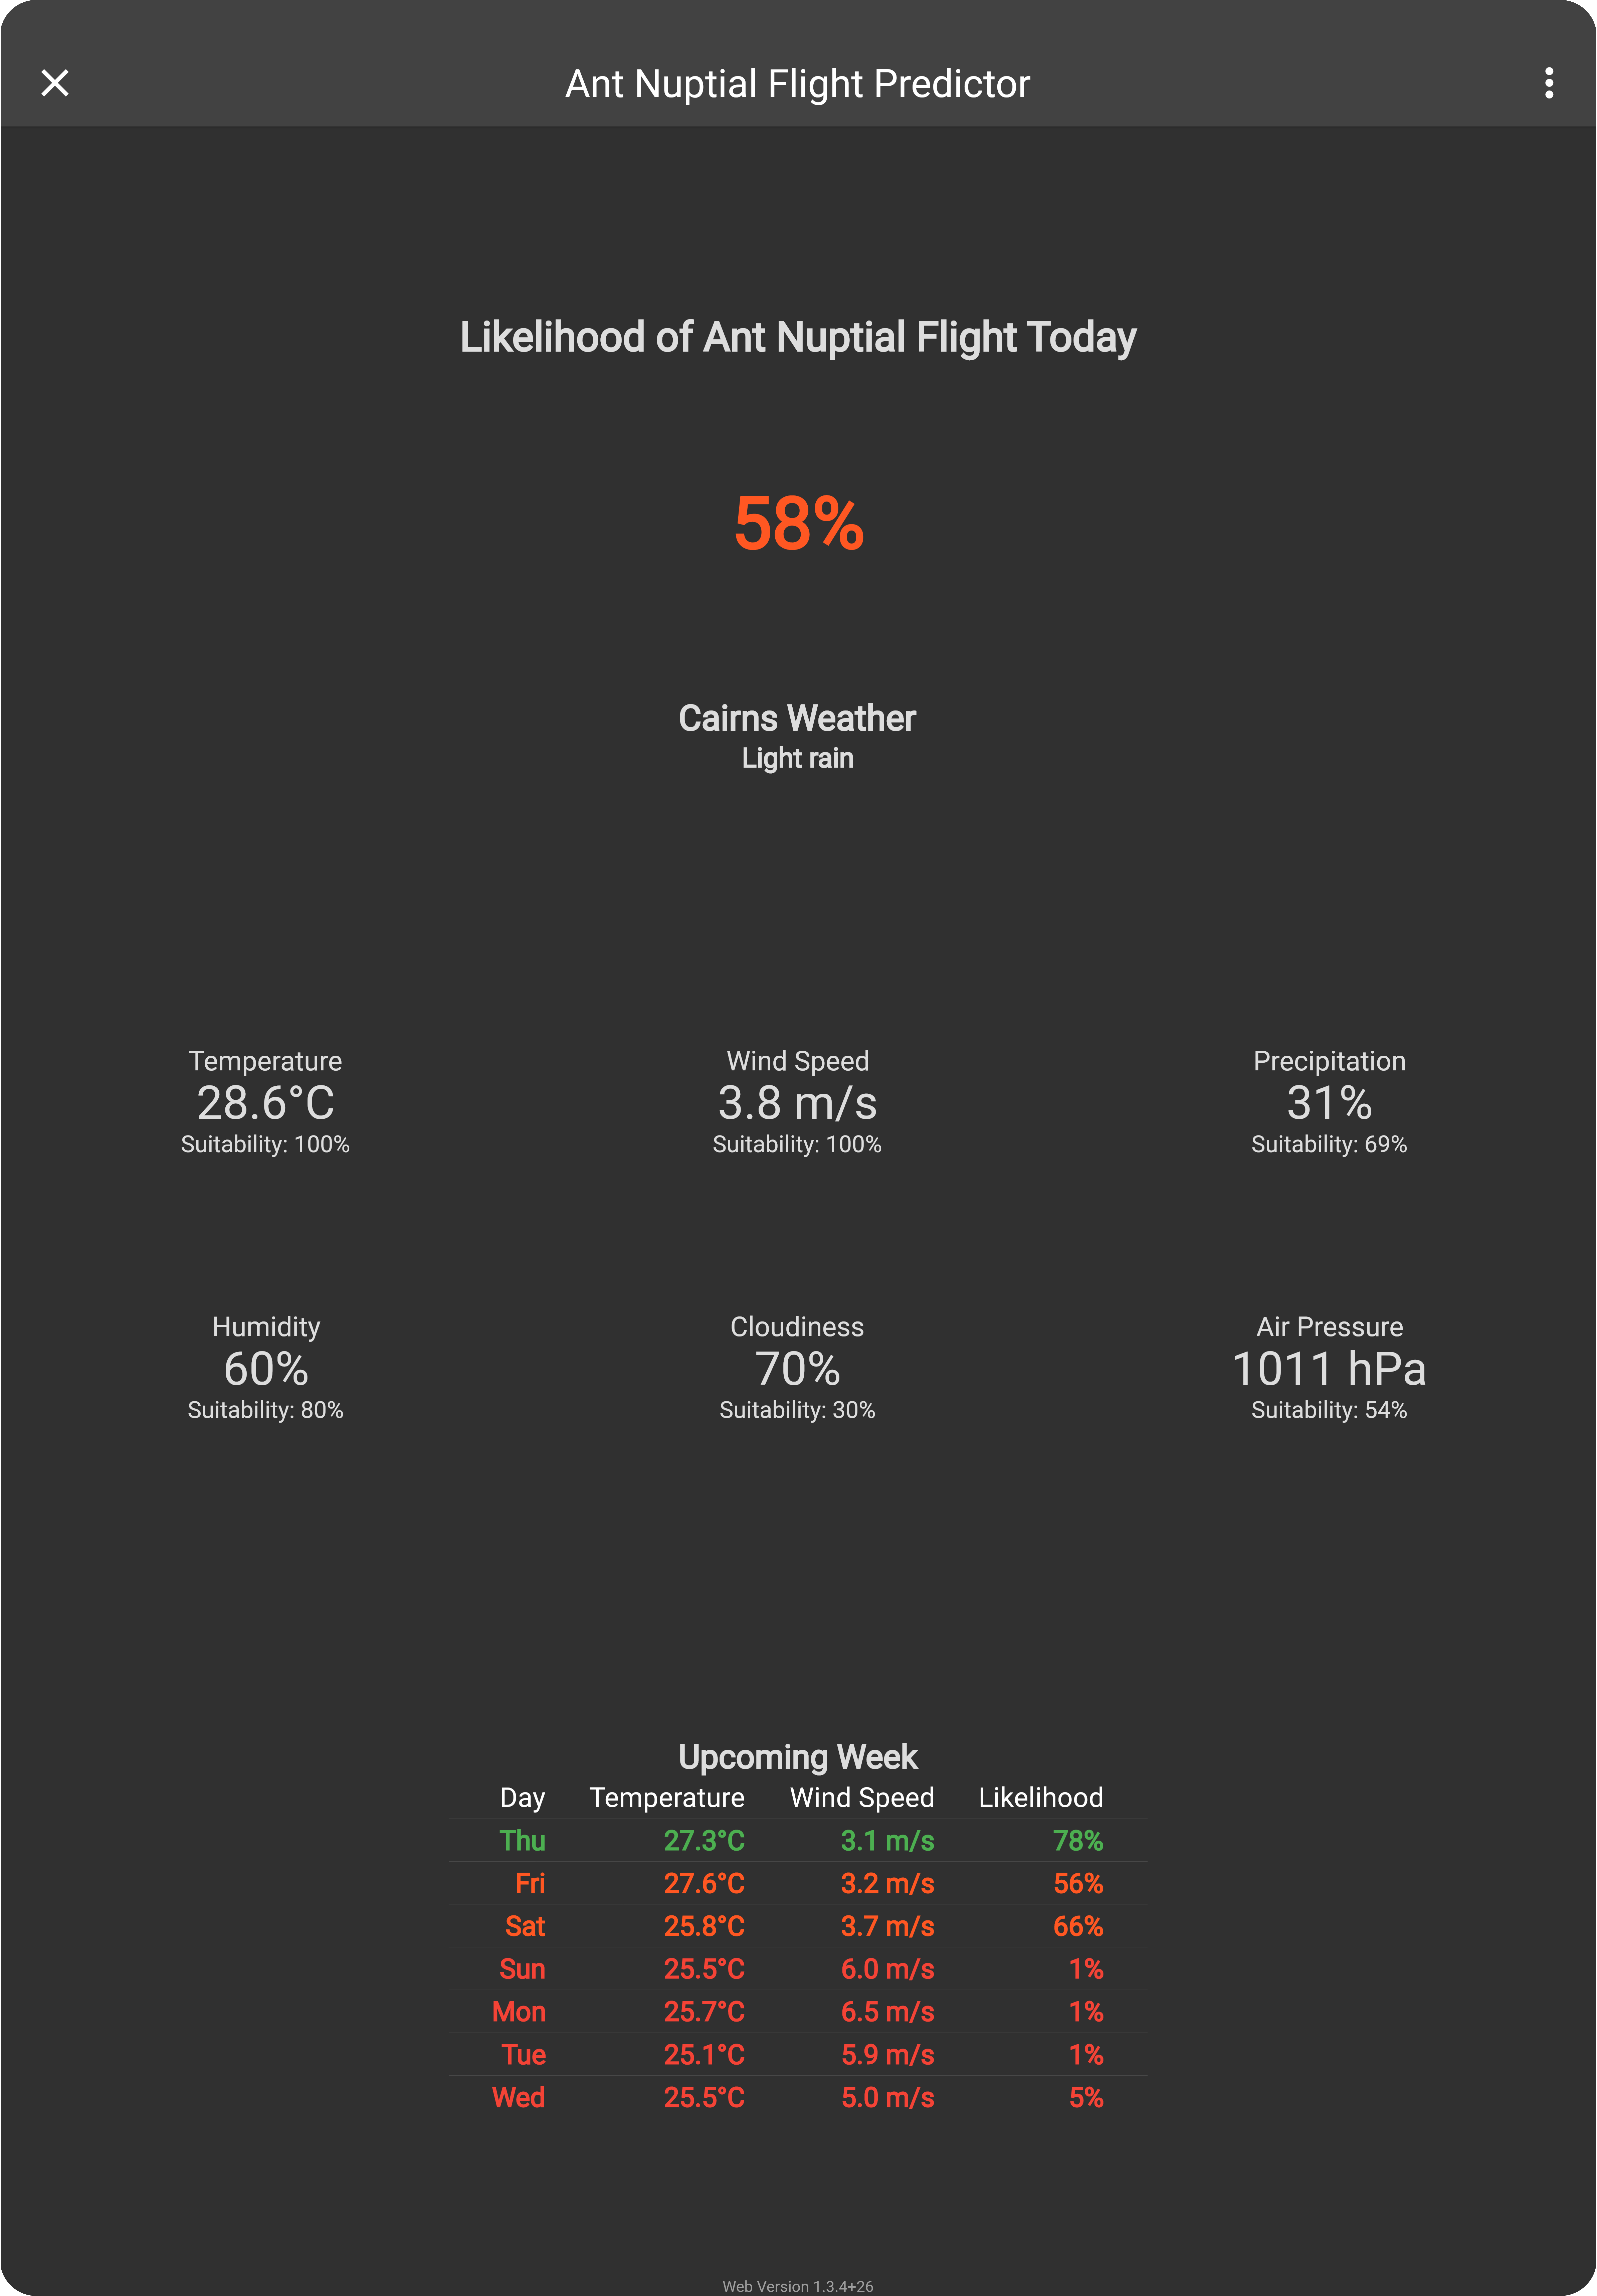 Ant Nuptial Flight Predictor
Likelihood of Ant Nuptial Flight Today
58%
Cairns Weather
Light rain
Temperature Wind Speed Precipitation
28.6°C 3.8 m/s 31%
Suitability: 100% Suitability: 100% Suitability: 69%
Humidity Cloudiness Air Pressure
60% 70% 1011 hPa
Suitability: 80% Suitability: 30% Suitability: 54%
Upcoming Week
Day Temperature Wind Speed Likelihood
Thu 27.3°C 3.1 m/s 78%
Fri 27.6°C 3.2 m/s 56%
Sat 25.8°C 3.7 m/s 66%
Sun 25.5°C 6.0 m/s 1%
Mon 25.7°C 6.5 m/s 1%
Tue 25.1°C 5.9 m/s 1%
Wed 25.5°C 5.0 m/s 5%
Web Version 1.3.4+26